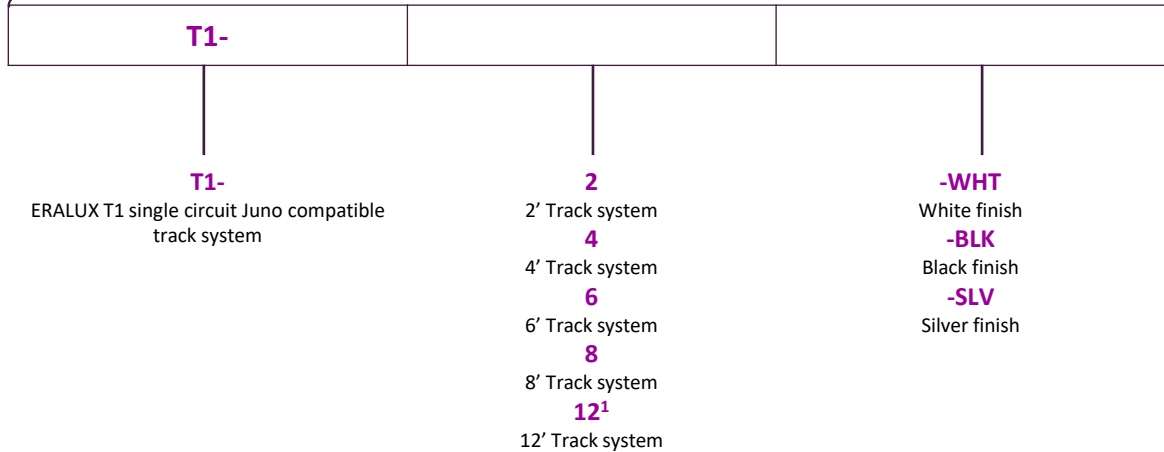 T1-
T1-
ERALUX T1 single circuit Juno compatible
track system
2
2’ Track system
4
4’ Track system
6
6’ Track system
8
8’ Track system
12¹
12’ Track system
-WHT
White finish
-BLK
Black finish
-SLV
Silver finish